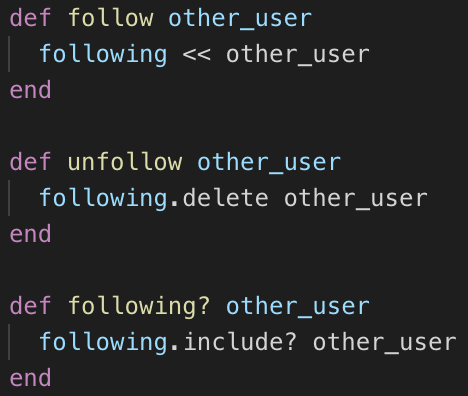 def follow other_user
  following << other_user
end

def unfollow other_user
  following.delete other_user
end

def following? other_user
  following.include? other_user
end